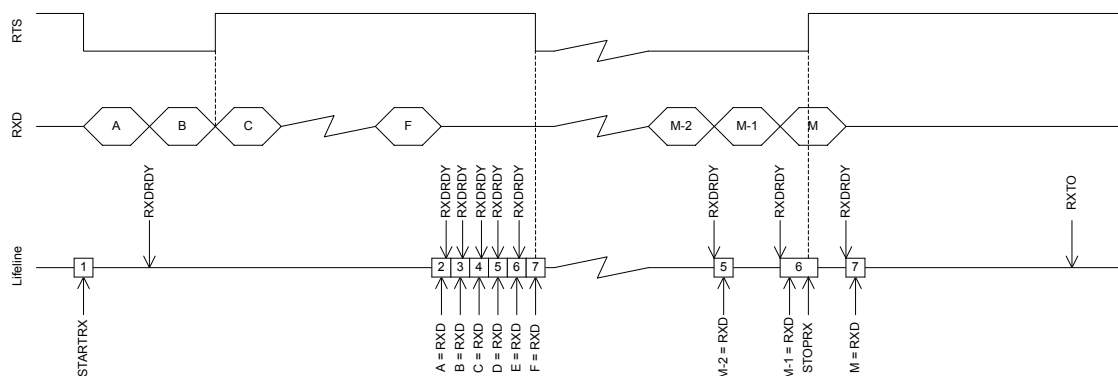 RTS
RXD
A
B
C
F
M-2
M-1
M
RXDRDY
RXDRDY
RXDRDY
RXDRDY
RXDRDY
RXDRDY
RXDRDY
RXDRDY
RXDRDY
RXTO
Lifeline
1
2
3
4
5
6
7
5
6
7
STARTRX
A = RXD
B = RXD
C = RXD
D = RXD
E = RXD
F = RXD
M-2 = RXD
M-1 = RXD
STOPRX
M = RXD